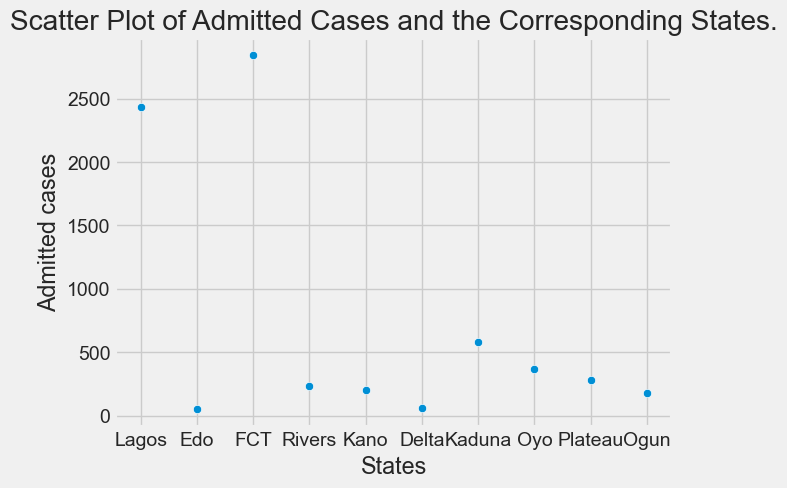 Scatter Plot of Admitted Cases and the Corresponding States.
Admitted cases
2500
2000
1500
1000
500
0
Lagos Edo FCT Rivers Kano Delta Kaduna Oyo Plateau Ogun
States